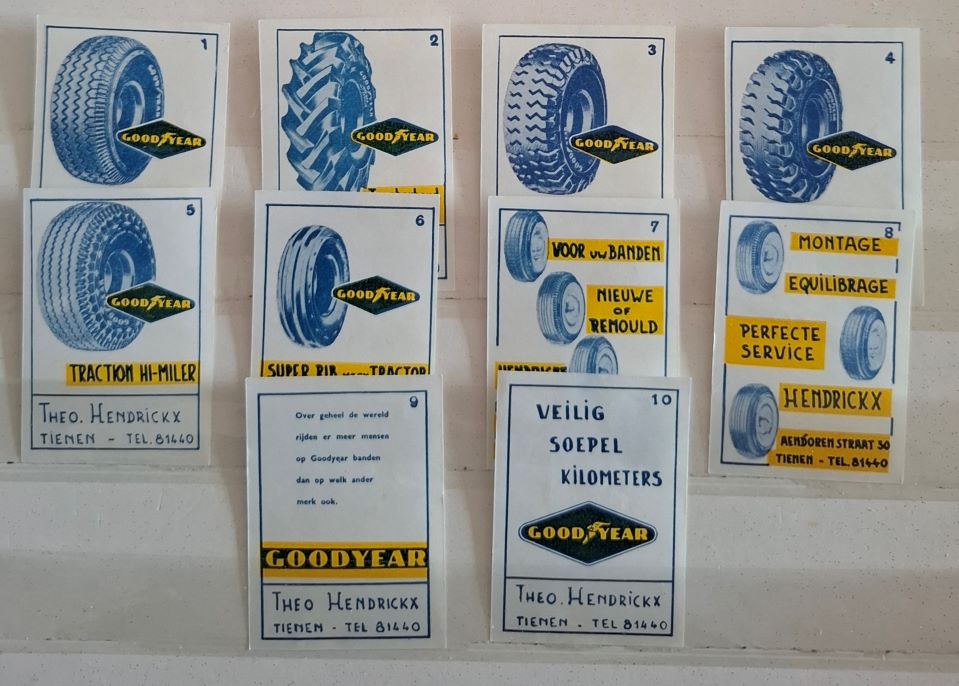 1
GOODYEAR
2
GOODYEAR
3
GOODYEAR
4
GOODYEAR
5
GOODYEAR
TRACTION HI-MILER
THEO. HENDRICKX
TIENEN - TEL. 81440
6
GOODYEAR
SUPER RIB VOOR TRACTOR
7
VOOR UW BANDEN
NIEUWE
OF
REMOULD
HENDRICKX
8
MONTAGE
EQUILIBRAGE
PERFECTE
SERVICE
HENDRICKX
AENDOREN STRAAT 30
TIENEN - TEL. 81440
9
Over geheel de wereld
rijden er meer mensen
op Goodyear banden
dan op welk ander
merk ook.
GOODYEAR
THEO HENDRICKX
TIENEN - TEL 81440
10
VEILIG
SOEPEL
KILOMETERS
GOODYEAR
THEO. HENDRICKX
TIENEN - TEL. 81440